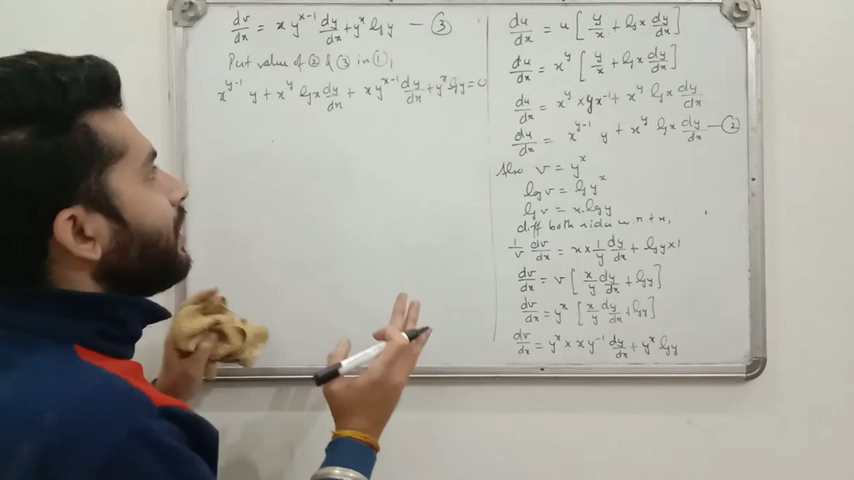 dv/dx = x y^(x-1) dy/dx + y^x log y — ③
Put value of ② & ③ in ①,
x^(y-1) y + x^y log x dy/dx + x y^(x-1) dy/dx + y^x log y = 0
du/dx = u [ y/x + log x dy/dx ]
du/dx = x^y [ y/x + log x dy/dx ]
du/dx = x^y × y x^-1 + x^y log x dy/dx
du/dx = x^(y-1) y + x^y log x dy/dx — ②
Also v = y^x
log v = log y^x
log v = x. log y
diff both sides w.r.t x,
1/v dv/dx = x × 1/y dy/dx + log y × 1
dv/dx = v [ x/y dy/dx + log y ]
dv/dx = y^x [ x/y dy/dx + log y ]
dv/dx = y^x × x y^-1 dy/dx + y^x log y